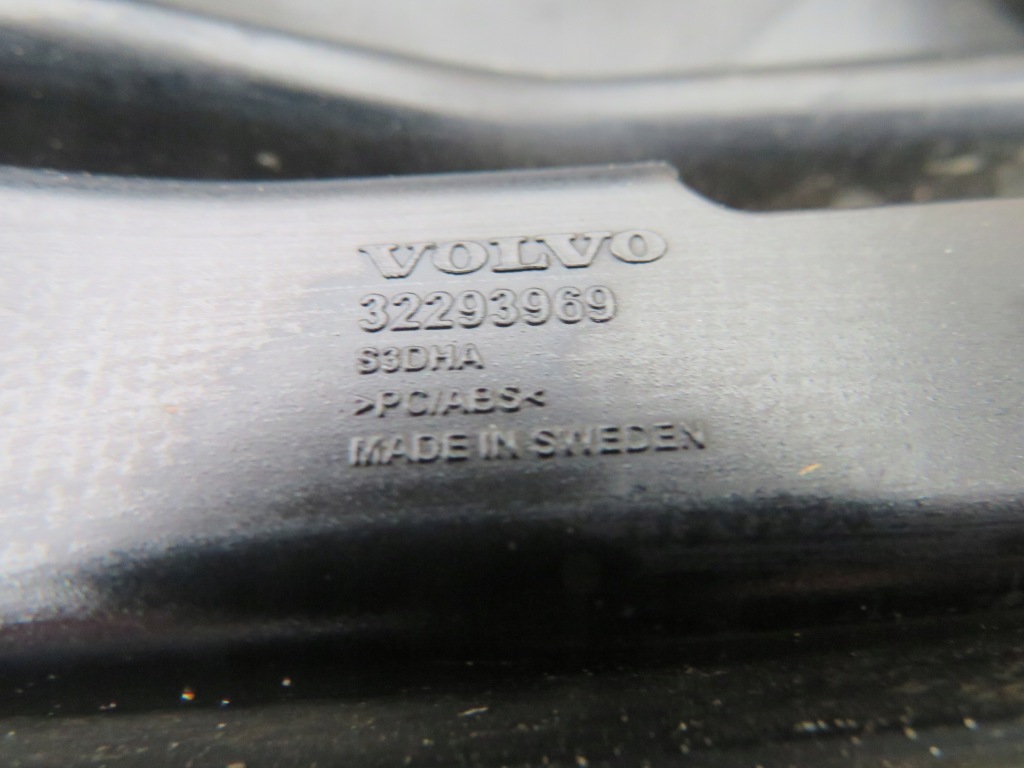 VOLVO
32293969
S3DHA
>PC/ABS<
MADE IN SWEDEN